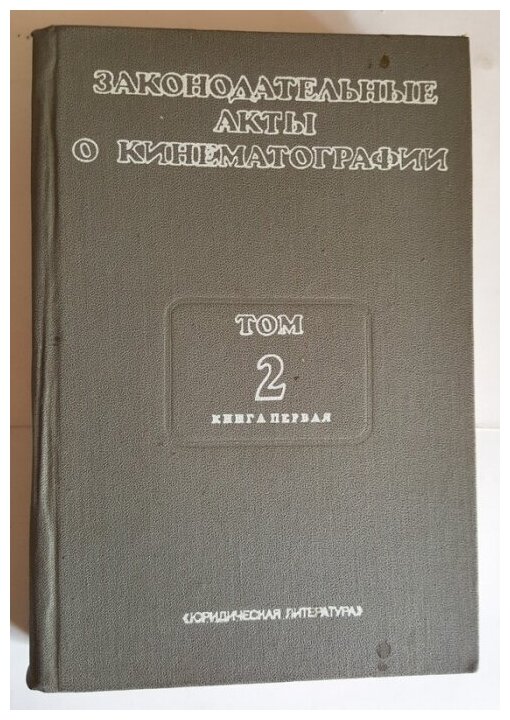 ЗАКОНОДАТЕЛЬНЫЕ
АКТЫ
О КИНЕМАТОГРАФИИ
ТОМ
2
КНИГА ПЕРВАЯ
«ЮРИДИЧЕСКАЯ ЛИТЕРАТУРА»